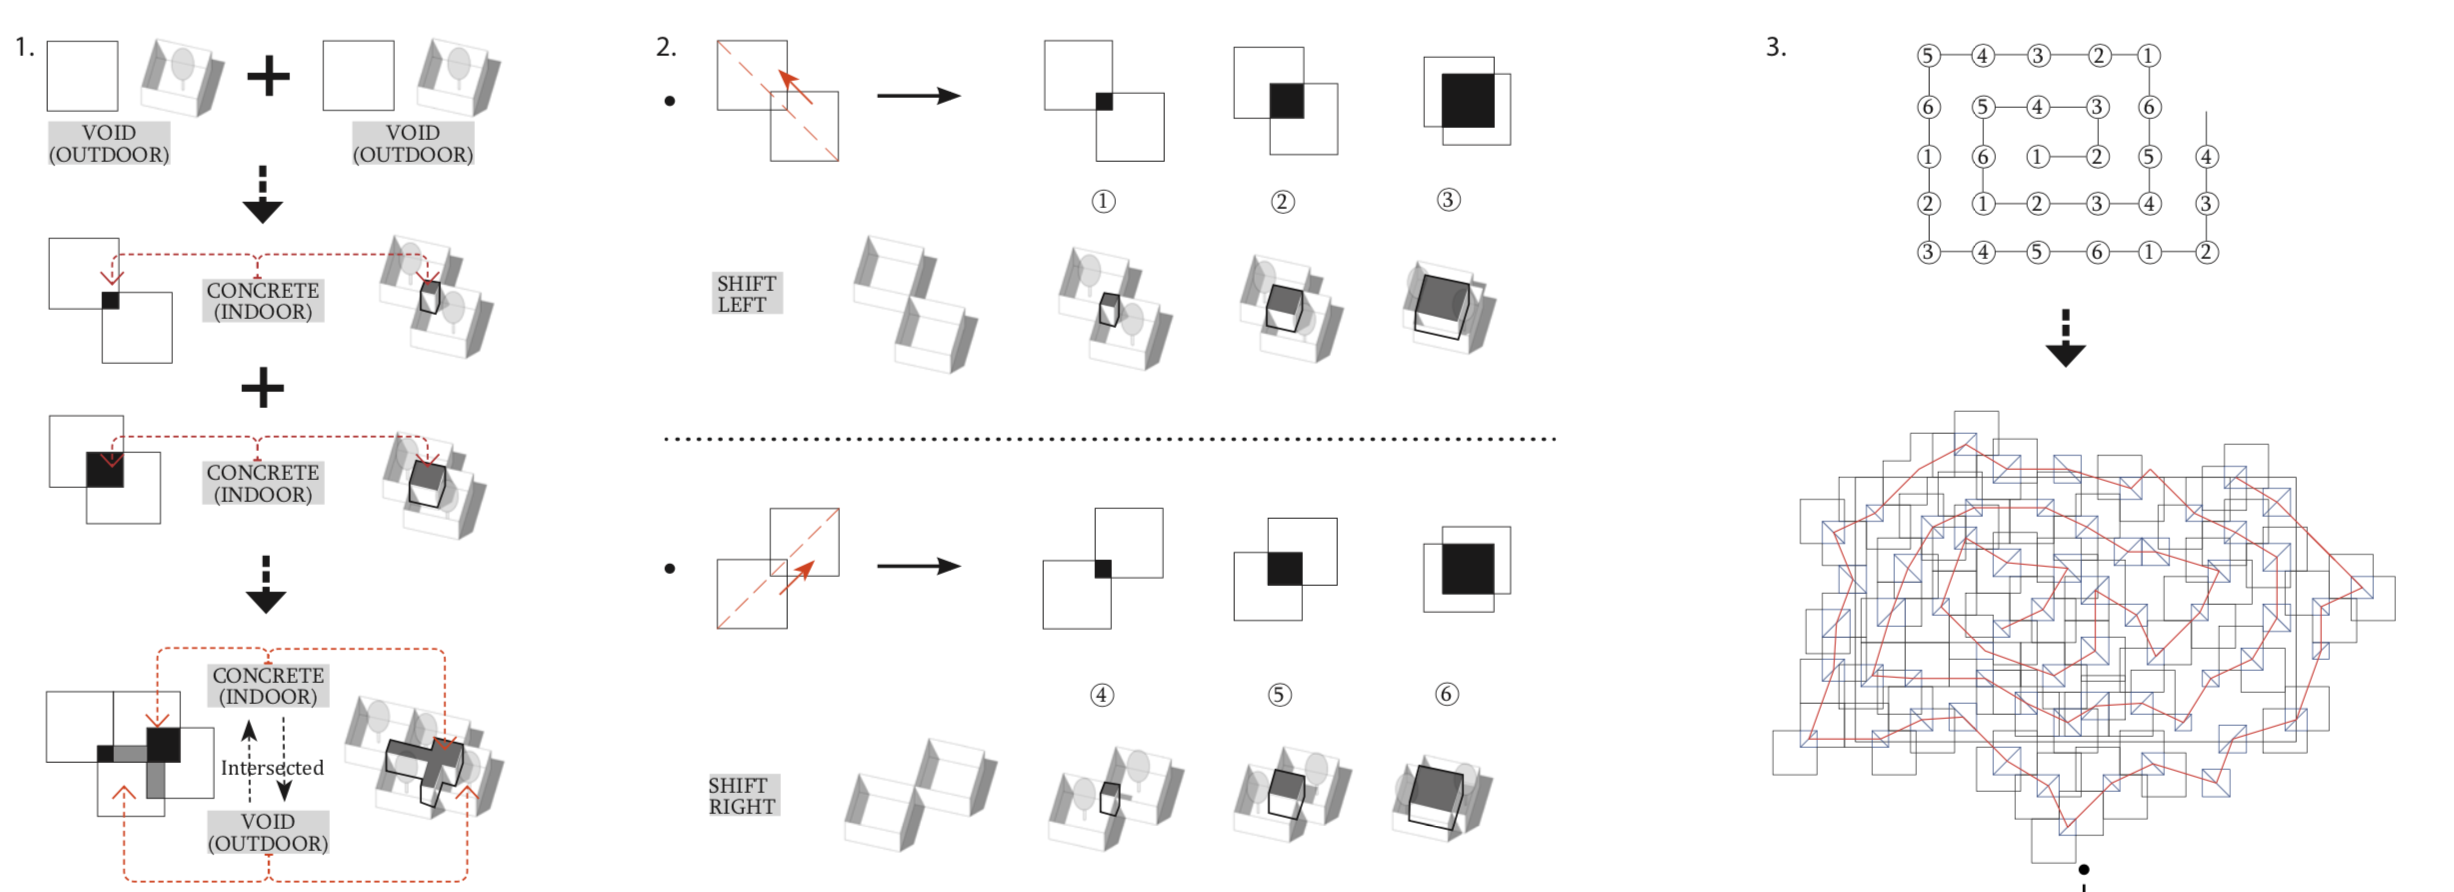 1.
VOID
(OUTDOOR)
VOID
(OUTDOOR)
CONCRETE
(INDOOR)
CONCRETE
(INDOOR)
CONCRETE
(INDOOR)
Intersected
VOID
(OUTDOOR)
2.
① ② ③
SHIFT
LEFT
④ ⑤ ⑥
SHIFT
RIGHT
3.
⑤ ④ ③ ② ①
⑥ ⑤ ④ ③ ⑥
① ⑥ ① ② ⑤ ④
② ① ② ③ ④ ③
③ ④ ⑤ ⑥ ① ②